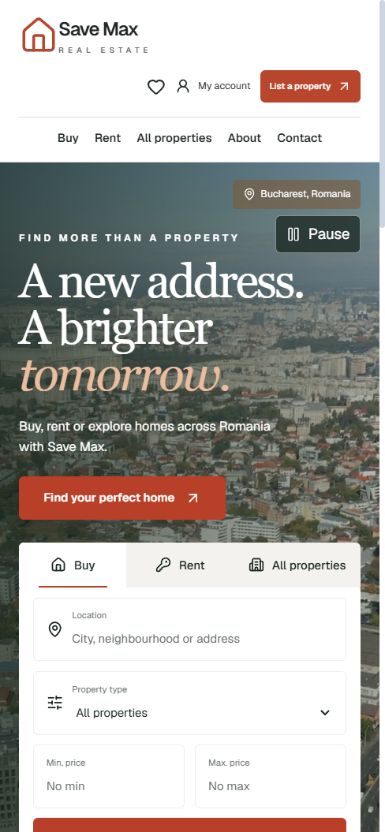 Save Max
REAL ESTATE
My account
List a property
Buy
Rent
All properties
About
Contact
Bucharest, Romania
Pause
FIND MORE THAN A PROPERTY
A new address.
A brighter
tomorrow.
Buy, rent or explore homes across Romania
with Save Max.
Find your perfect home
Buy
Rent
All properties
Location
City, neighbourhood or address
Property type
All properties
Min. price
No min
Max. price
No max